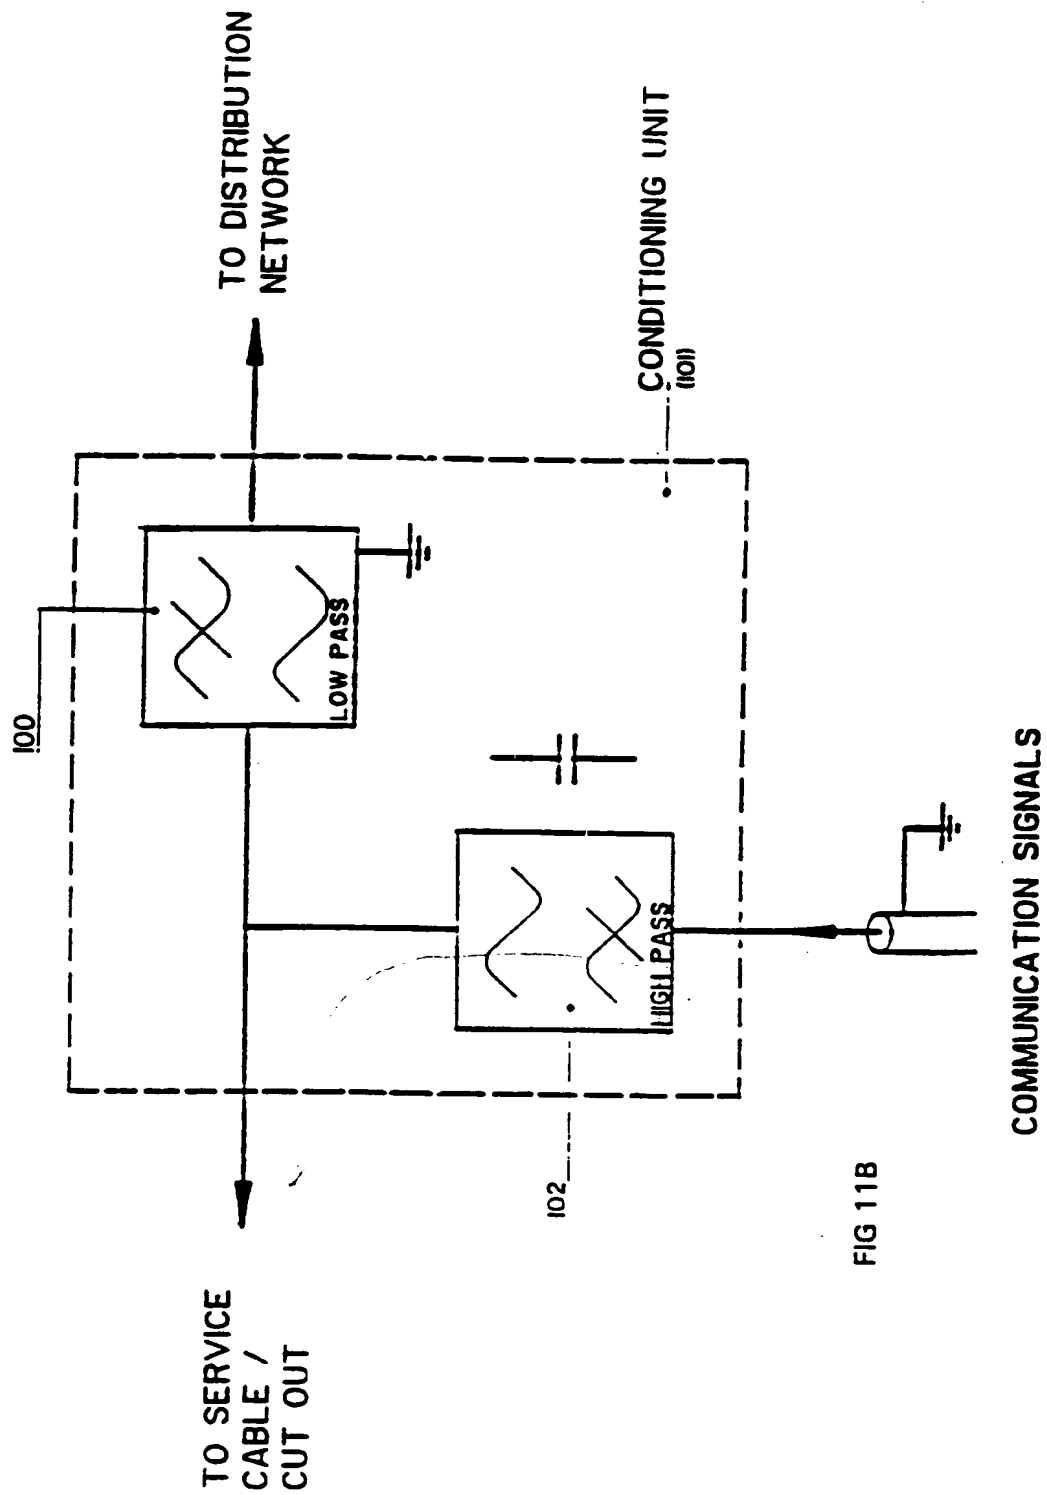 TO DISTRIBUTION
NETWORK
CONDITIONING UNIT
(101)
100
LOW PASS
HIGH PASS
102
TO SERVICE
CABLE /
CUT OUT
COMMUNICATION SIGNALS
FIG 11B